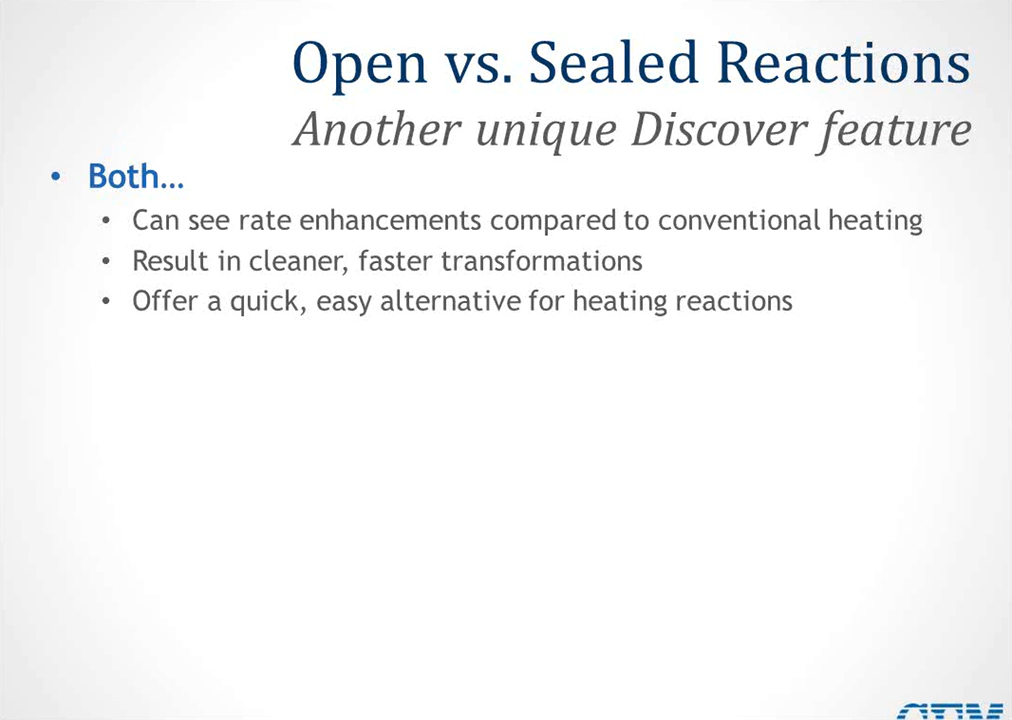 Open vs. Sealed Reactions
Another unique Discover feature
• Both…
• Can see rate enhancements compared to conventional heating
• Result in cleaner, faster transformations
• Offer a quick, easy alternative for heating reactions